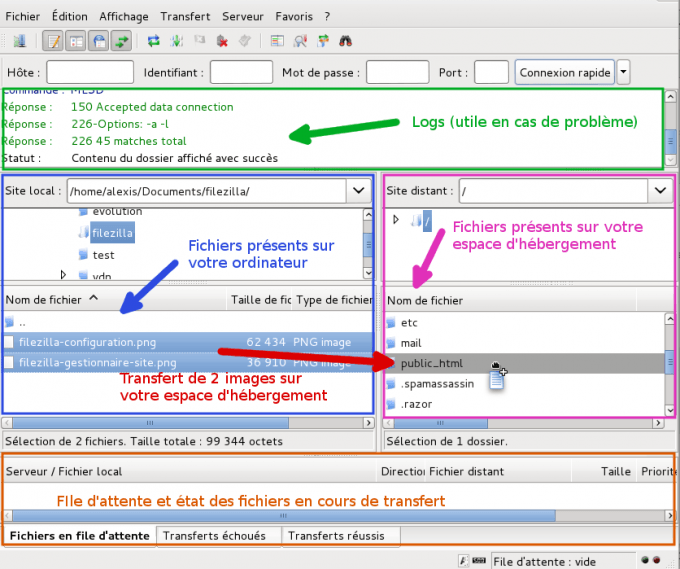 Fichier Édition Affichage Transfert Serveur Favoris ?
Hôte : Identifiant : Mot de passe : Port : Connexion rapide
Commande : MLSD
Réponse : 150 Accepted data connection
Réponse : 226-Options: -a -l
Réponse : 226 45 matches total
Statut : Contenu du dossier affiché avec succès
Logs (utile en cas de problème)
Site local : /home/alexis/Documents/filezilla/
evolution
filezilla
test
vdn
Fichiers présents sur
votre ordinateur
Site distant : /
/
Fichiers présents sur votre
espace d'hébergement
Nom de fichier Taille de fic Type de fichier
..
filezilla-configuration.png 62 434 PNG image
filezilla-gestionnaire-site.png 36 910 PNG image
Transfert de 2 images sur
votre espace d'hébergement
Sélection de 2 fichiers. Taille totale : 99 344 octets
Nom de fichier
etc
mail
public_html
.spamassassin
.razor
Sélection de 1 dossier.
Serveur / Fichier local Direction Fichier distant Taille Priorité
FIle d'attente et état des fichiers en cours de transfert
Fichiers en file d'attente Transferts échoués Transferts réussis
File d'attente : vide